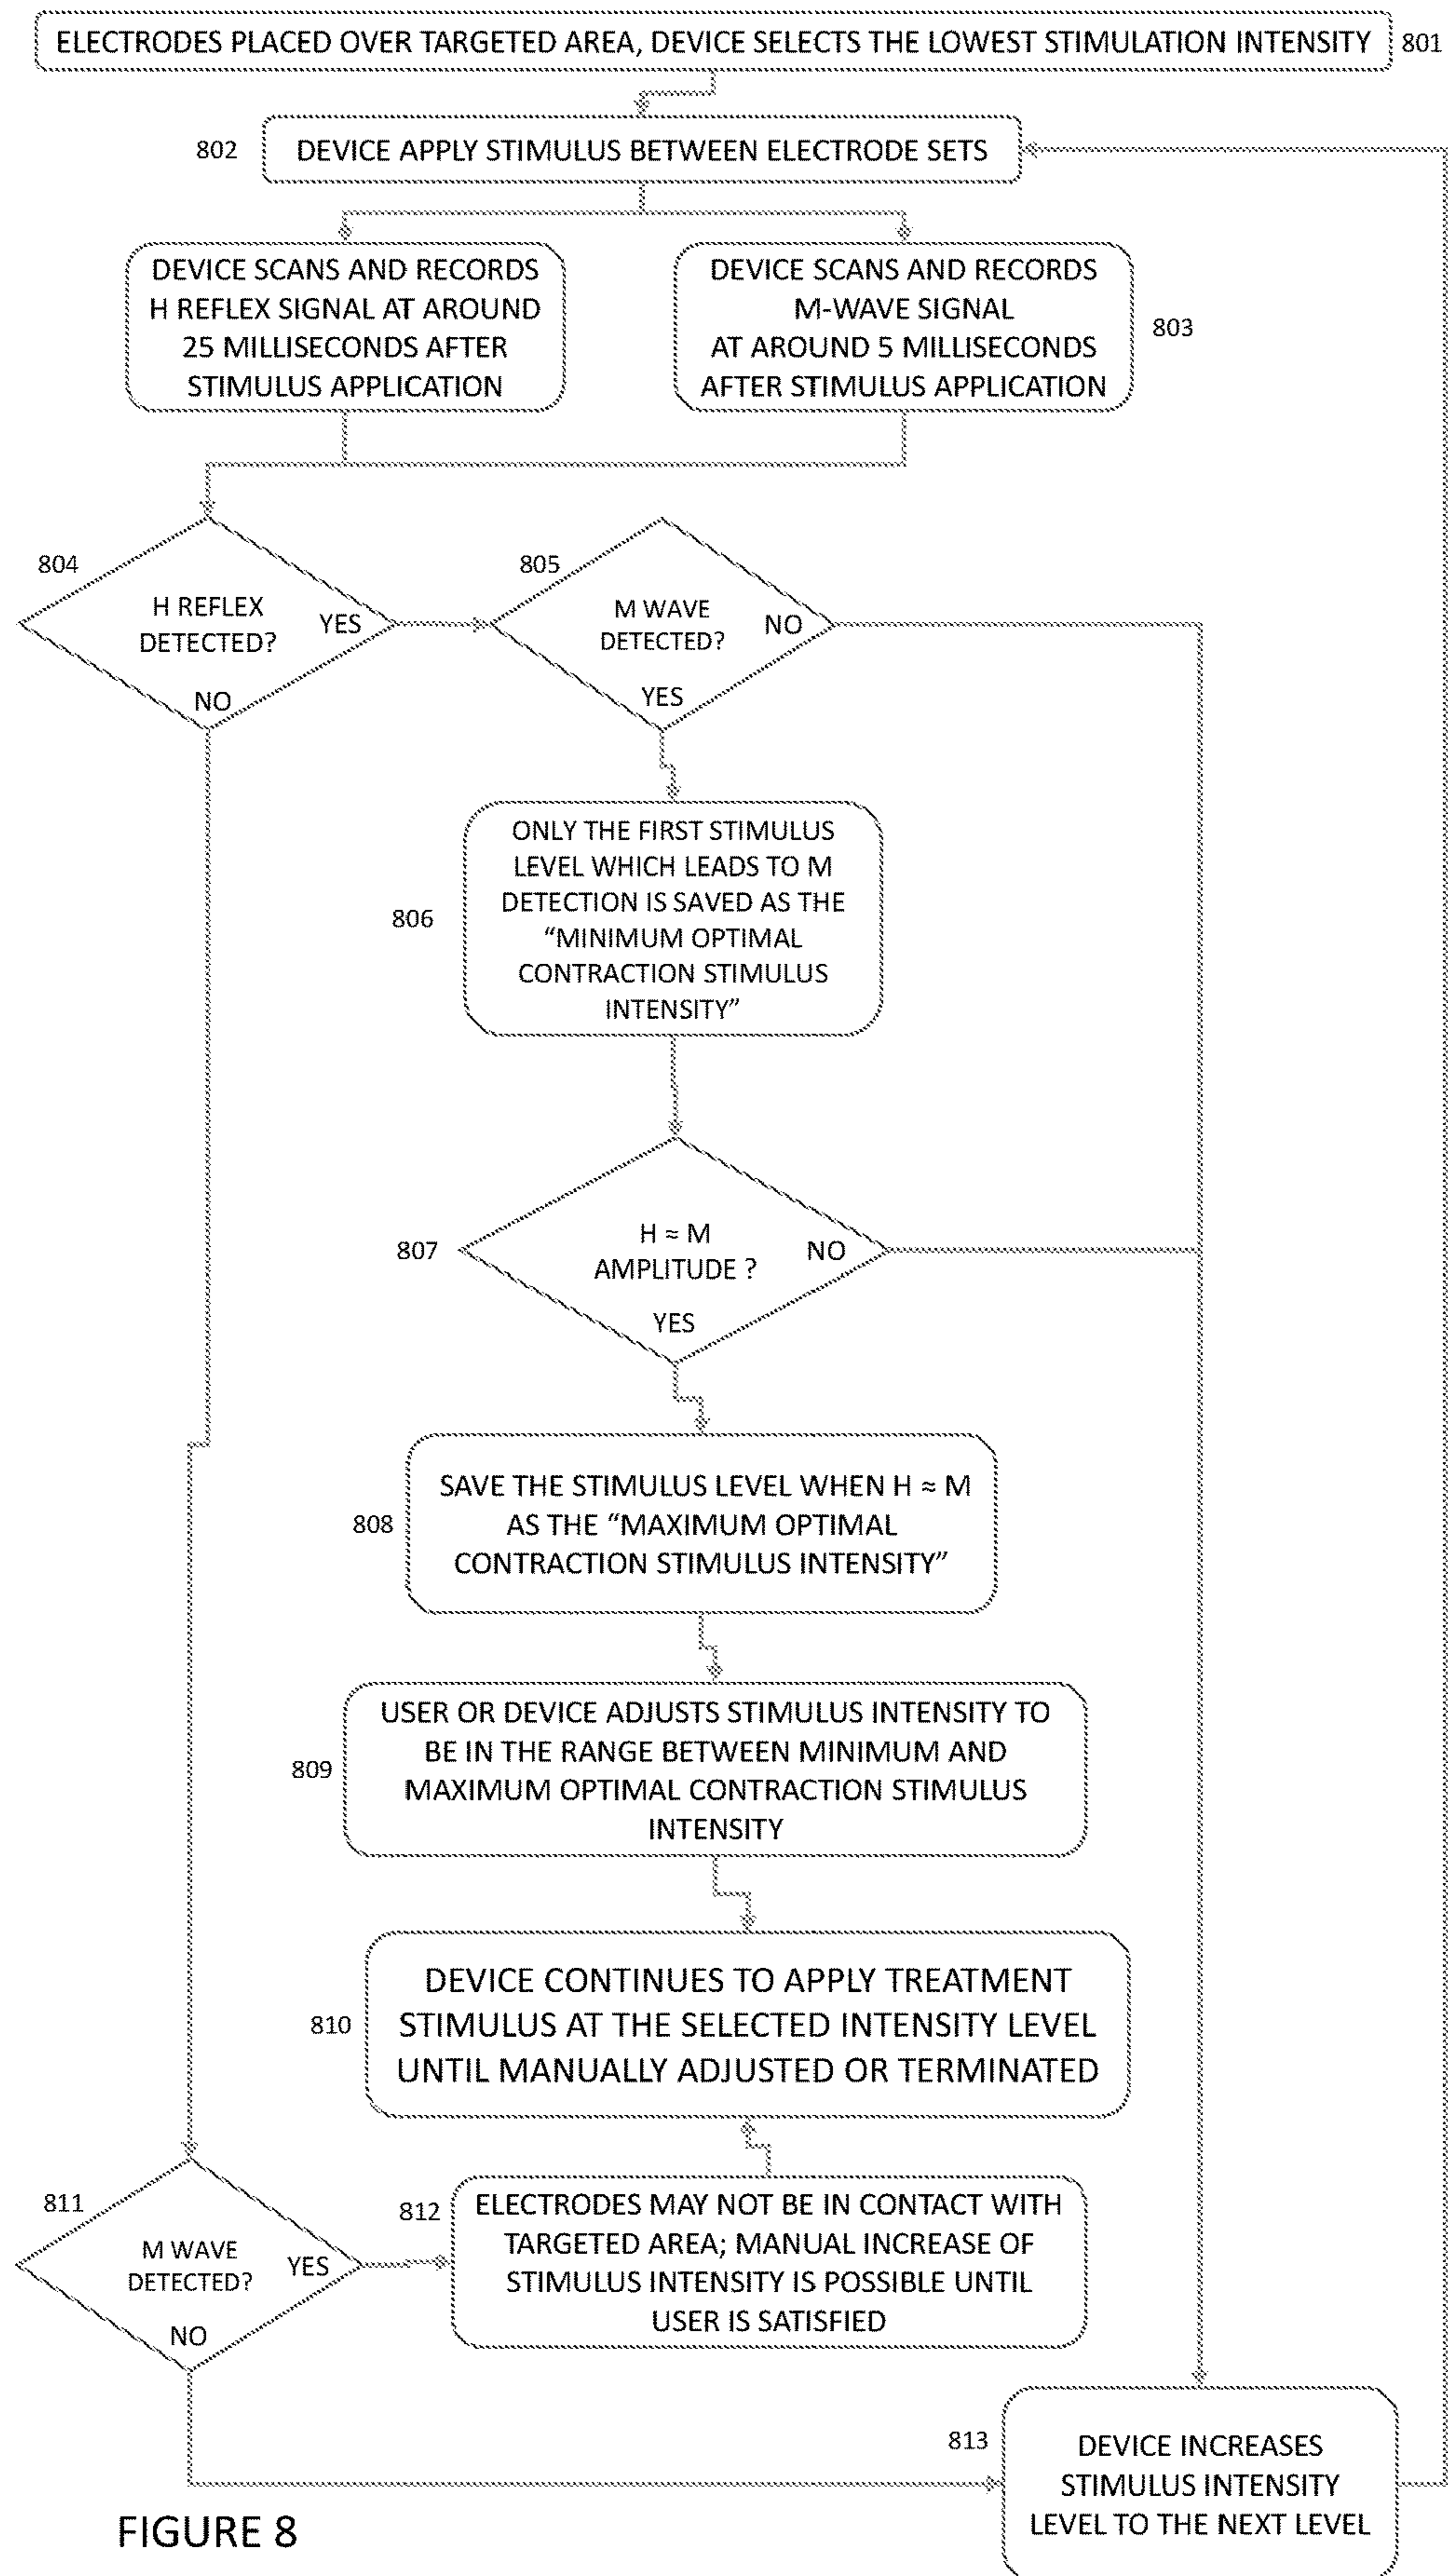 ELECTRODES PLACED OVER TARGETED AREA, DEVICE SELECTS THE LOWEST STIMULATION INTENSITY
801
802
DEVICE APPLY STIMULUS BETWEEN ELECTRODE SETS
DEVICE SCANS AND RECORDS
H REFLEX SIGNAL AT AROUND
25 MILLISECONDS AFTER
STIMULUS APPLICATION
DEVICE SCANS AND RECORDS
M-WAVE SIGNAL
AT AROUND 5 MILLISECONDS
AFTER STIMULUS APPLICATION
803
804
H REFLEX
DETECTED?
YES
NO
805
M WAVE
DETECTED?
NO
YES
806
ONLY THE FIRST STIMULUS
LEVEL WHICH LEADS TO M
DETECTION IS SAVED AS THE
“MINIMUM OPTIMAL
CONTRACTION STIMULUS
INTENSITY”
807
H ≈ M
AMPLITUDE ?
NO
YES
808
SAVE THE STIMULUS LEVEL WHEN H ≈ M
AS THE “MAXIMUM OPTIMAL
CONTRACTION STIMULUS INTENSITY”
809
USER OR DEVICE ADJUSTS STIMULUS INTENSITY TO
BE IN THE RANGE BETWEEN MINIMUM AND
MAXIMUM OPTIMAL CONTRACTION STIMULUS
INTENSITY
810
DEVICE CONTINUES TO APPLY TREATMENT
STIMULUS AT THE SELECTED INTENSITY LEVEL
UNTIL MANUALLY ADJUSTED OR TERMINATED
811
M WAVE
DETECTED?
YES
NO
812
ELECTRODES MAY NOT BE IN CONTACT WITH
TARGETED AREA; MANUAL INCREASE OF
STIMULUS INTENSITY IS POSSIBLE UNTIL
USER IS SATISFIED
813
DEVICE INCREASES
STIMULUS INTENSITY
LEVEL TO THE NEXT LEVEL
FIGURE 8